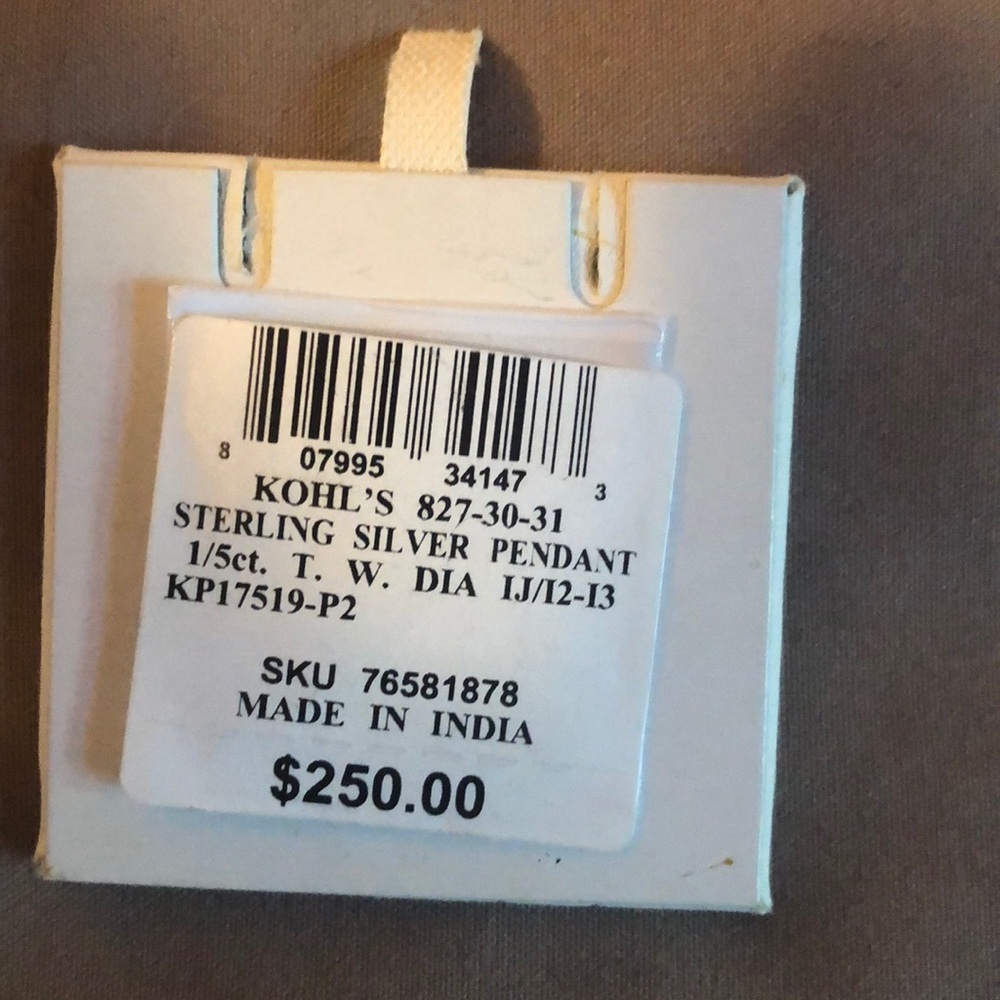 8 07995 34147 3
KOHL'S 827-30-31
STERLING SILVER PENDANT
1/5ct. T. W. DIA IJ/I2-I3
KP17519-P2
SKU 76581878
MADE IN INDIA
$250.00